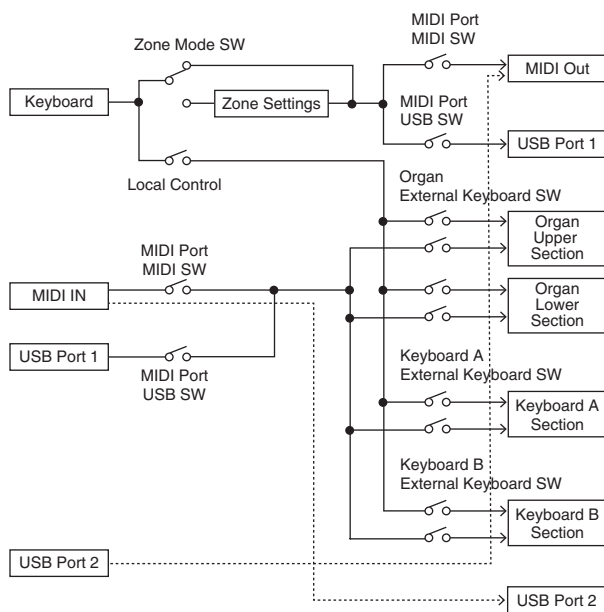 Zone Mode SW
MIDI Port
MIDI SW
MIDI Out
Keyboard
Zone Settings
MIDI Port
USB SW
USB Port 1
Local Control
Organ
External Keyboard SW
Organ
Upper
Section
MIDI Port
MIDI SW
MIDI IN
Organ
Lower
Section
USB Port 1
MIDI Port
USB SW
Keyboard A
External Keyboard SW
Keyboard A
Section
Keyboard B
External Keyboard SW
Keyboard B
Section
USB Port 2
USB Port 2